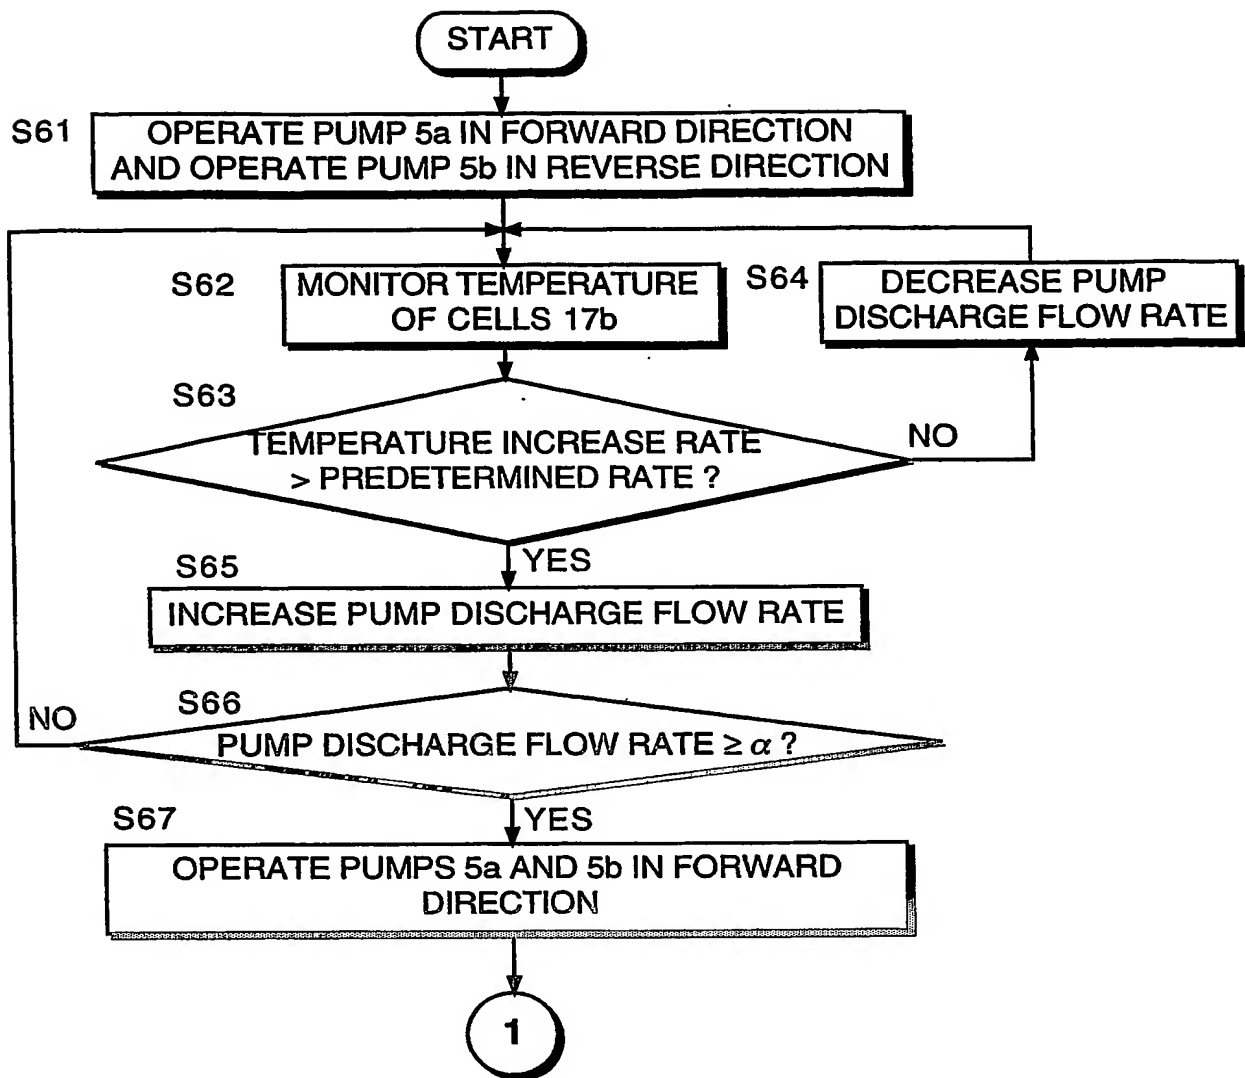 START
S61
OPERATE PUMP 5a IN FORWARD DIRECTION
AND OPERATE PUMP 5b IN REVERSE DIRECTION
S62
MONITOR TEMPERATURE
OF CELLS 17b
S64
DECREASE PUMP
DISCHARGE FLOW RATE
S63
TEMPERATURE INCREASE RATE
> PREDETERMINED RATE ?
NO
YES
S65
INCREASE PUMP DISCHARGE FLOW RATE
S66
NO
PUMP DISCHARGE FLOW RATE ≥ α ?
YES
S67
OPERATE PUMPS 5a AND 5b IN FORWARD
DIRECTION
1